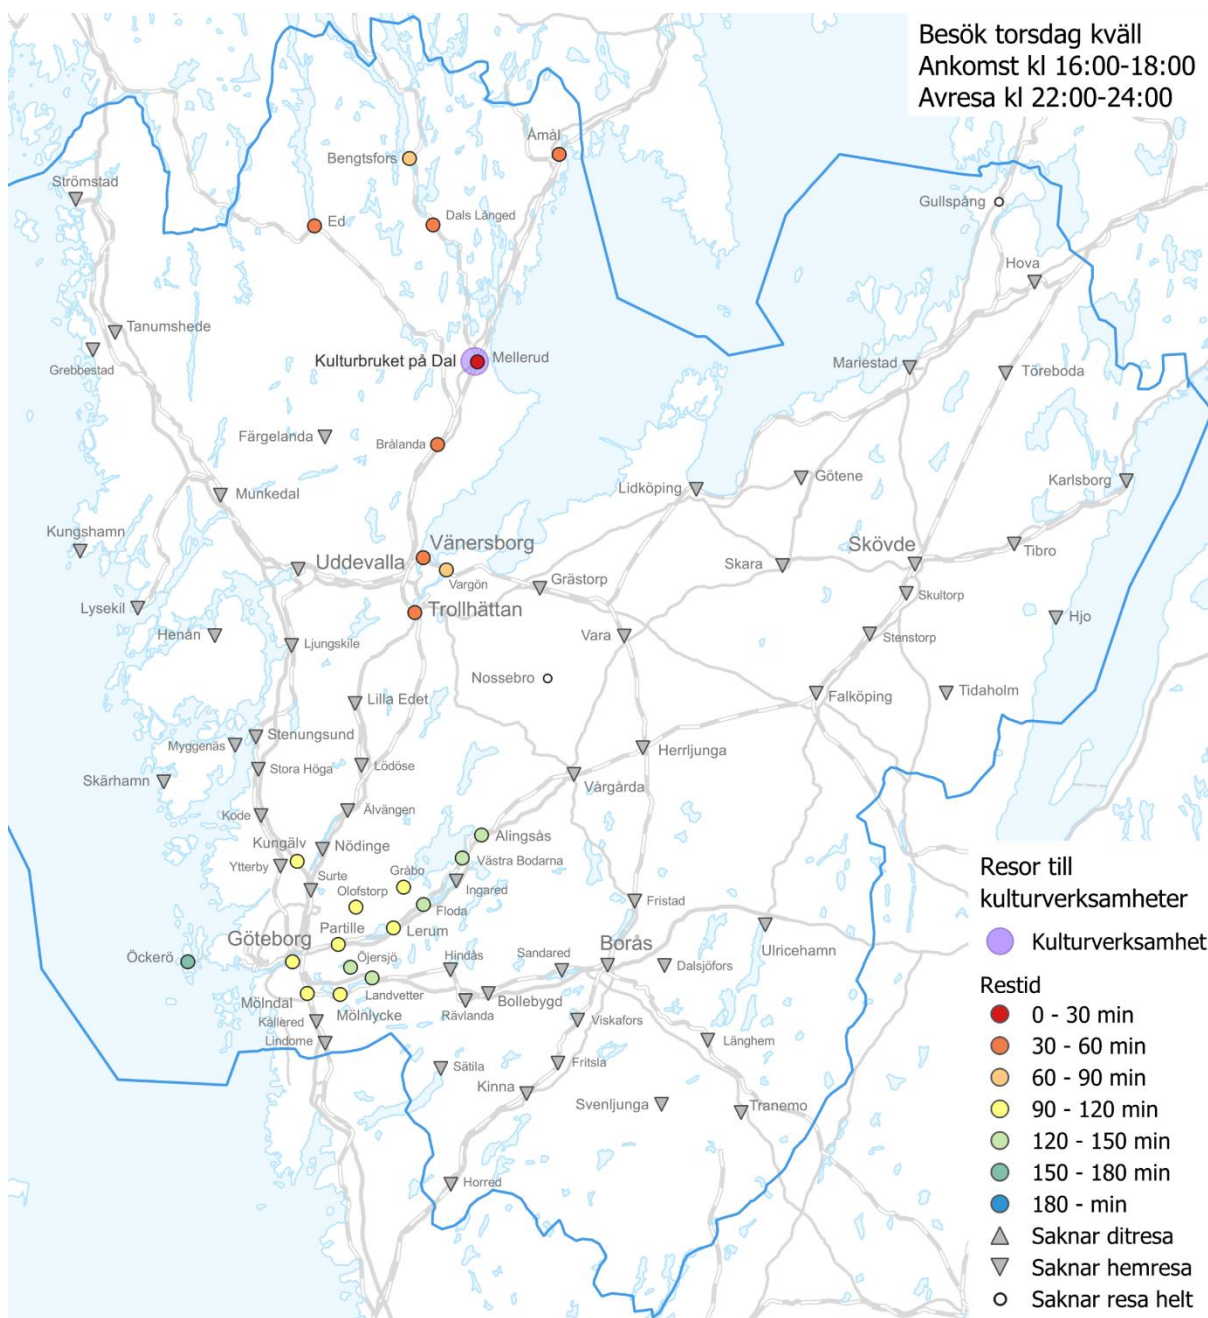 Besök torsdag kväll
Ankomst kl 16:00-18:00
Avresa kl 22:00-24:00
Åmål
Bengtsfors
Strömstad
Gullspång
Ed
Dals Långed
Hova
Tanumshede
Grebbestad
Kulturbruket på Dal
Mellerud
Mariestad
Töreboda
Färgelanda
Brålanda
Munkedal
Lidköping
Götene
Karlsborg
Kungshamn
Uddevalla
Vänersborg
Vargön
Grästorp
Skara
Skövde
Tibro
Lysekil
Henån
Ljungskile
Trollhättan
Vara
Skultorp
Stenstorp
Hjo
Nossebro
Lilla Edet
Falköping
Tidaholm
Myggenäs
Stenungsund
Skärhamn
Stora Höga
Lödöse
Herrljunga
Vårgårda
Kode
Älvängen
Kungälv
Nödinge
Alingsås
Ytterby
Surte
Gråbo
Västra Bodarna
Olofstorp
Ingared
Floda
Fristad
Partille
Lerum
Göteborg
Öckerö
Öjersjö
Hindås
Sandared
Borås
Dalsjöfors
Ulricehamn
Landvetter
Mölndal
Mölnlycke
Rävlanda
Bollebygd
Kållered
Lindome
Viskafors
Länghem
Sätila
Fritsla
Kinna
Svenljunga
Tranemo
Horred
Resor till
kulturverksamheter
Kulturverksamhet
Restid
0 - 30 min
30 - 60 min
60 - 90 min
90 - 120 min
120 - 150 min
150 - 180 min
180 - min
Saknar ditresa
Saknar hemresa
Saknar resa helt